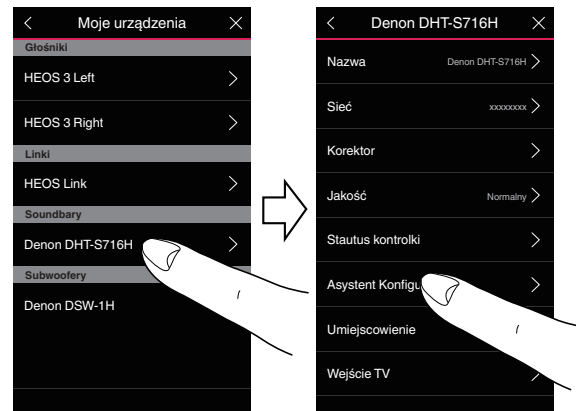 Moje urządzenia
Głośniki
HEOS 3 Left
HEOS 3 Right
Linki
HEOS Link
Soundbary
Denon DHT-S716H
Subwoofery
Denon DSW-1H
Denon DHT-S716H
Nazwa Denon DHT-S716H
Sieć xxxxxxxx
Korektor
Jakość Normalny
Stautus kontrolki
Asystent Konfigu
Umiejscowienie
Wejście TV